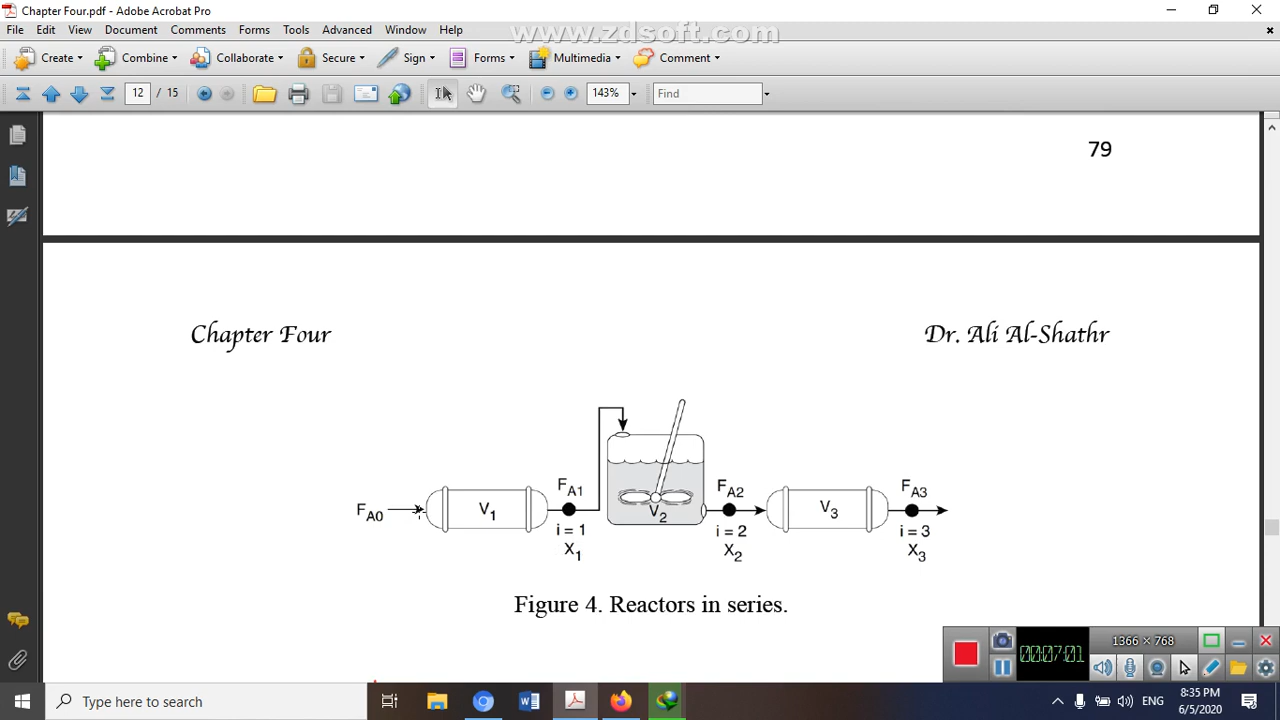 Chapter Four.pdf - Adobe Acrobat Pro
www.zdsoft.com
File Edit View Document Comments Forms Tools Advanced Window Help
Create Combine Collaborate Secure Sign Forms Multimedia Comment
12 / 15 143% Find
79
Chapter Four Dr. Ali Al-Shathr
FA0 V1 FA1 i = 1 X1 V2 FA2 i = 2 X2 V3 FA3 i = 3 X3
Figure 4. Reactors in series.
00:07:01 1366 × 768
Type here to search
ENG 8:35 PM 6/5/2020